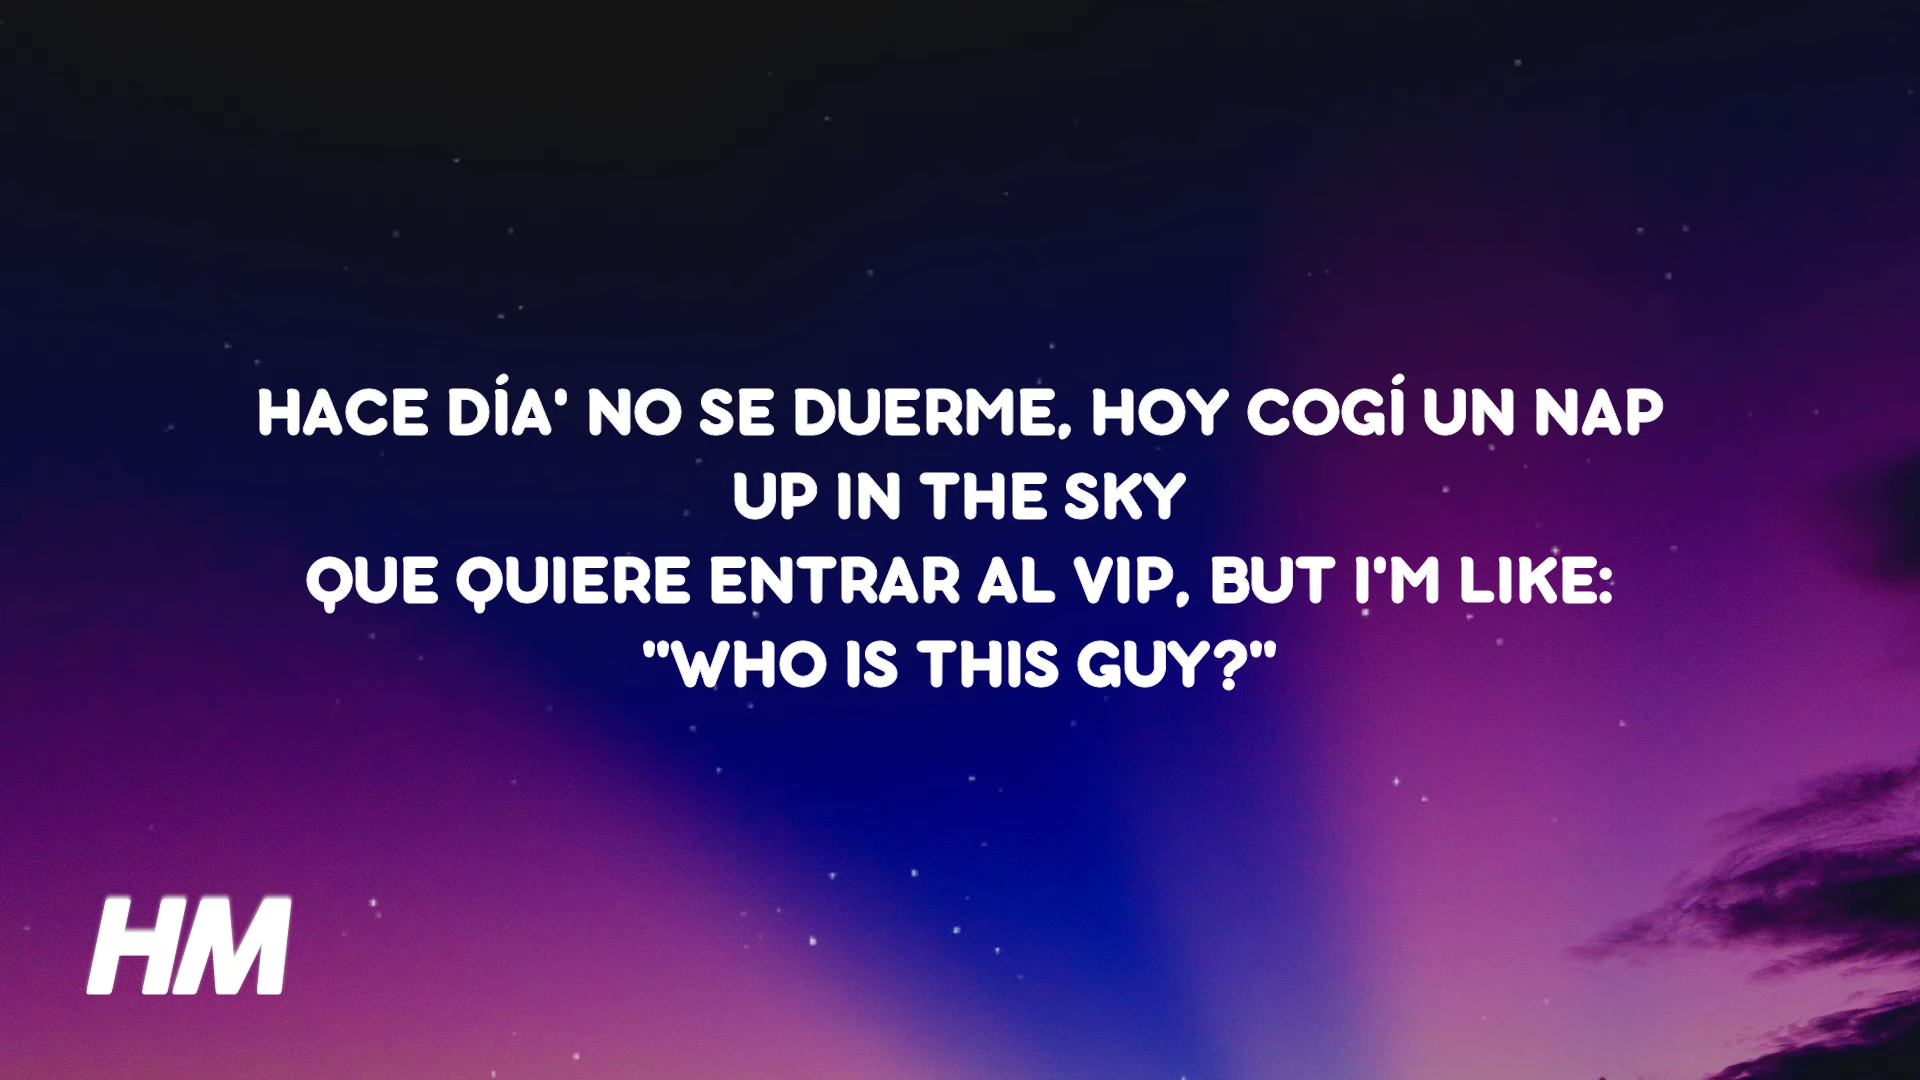 HACE DÍA' NO SE DUERME, HOY COGÍ UN NAP
UP IN THE SKY
QUE QUIERE ENTRAR AL VIP, BUT I'M LIKE:
"WHO IS THIS GUY?"
HM